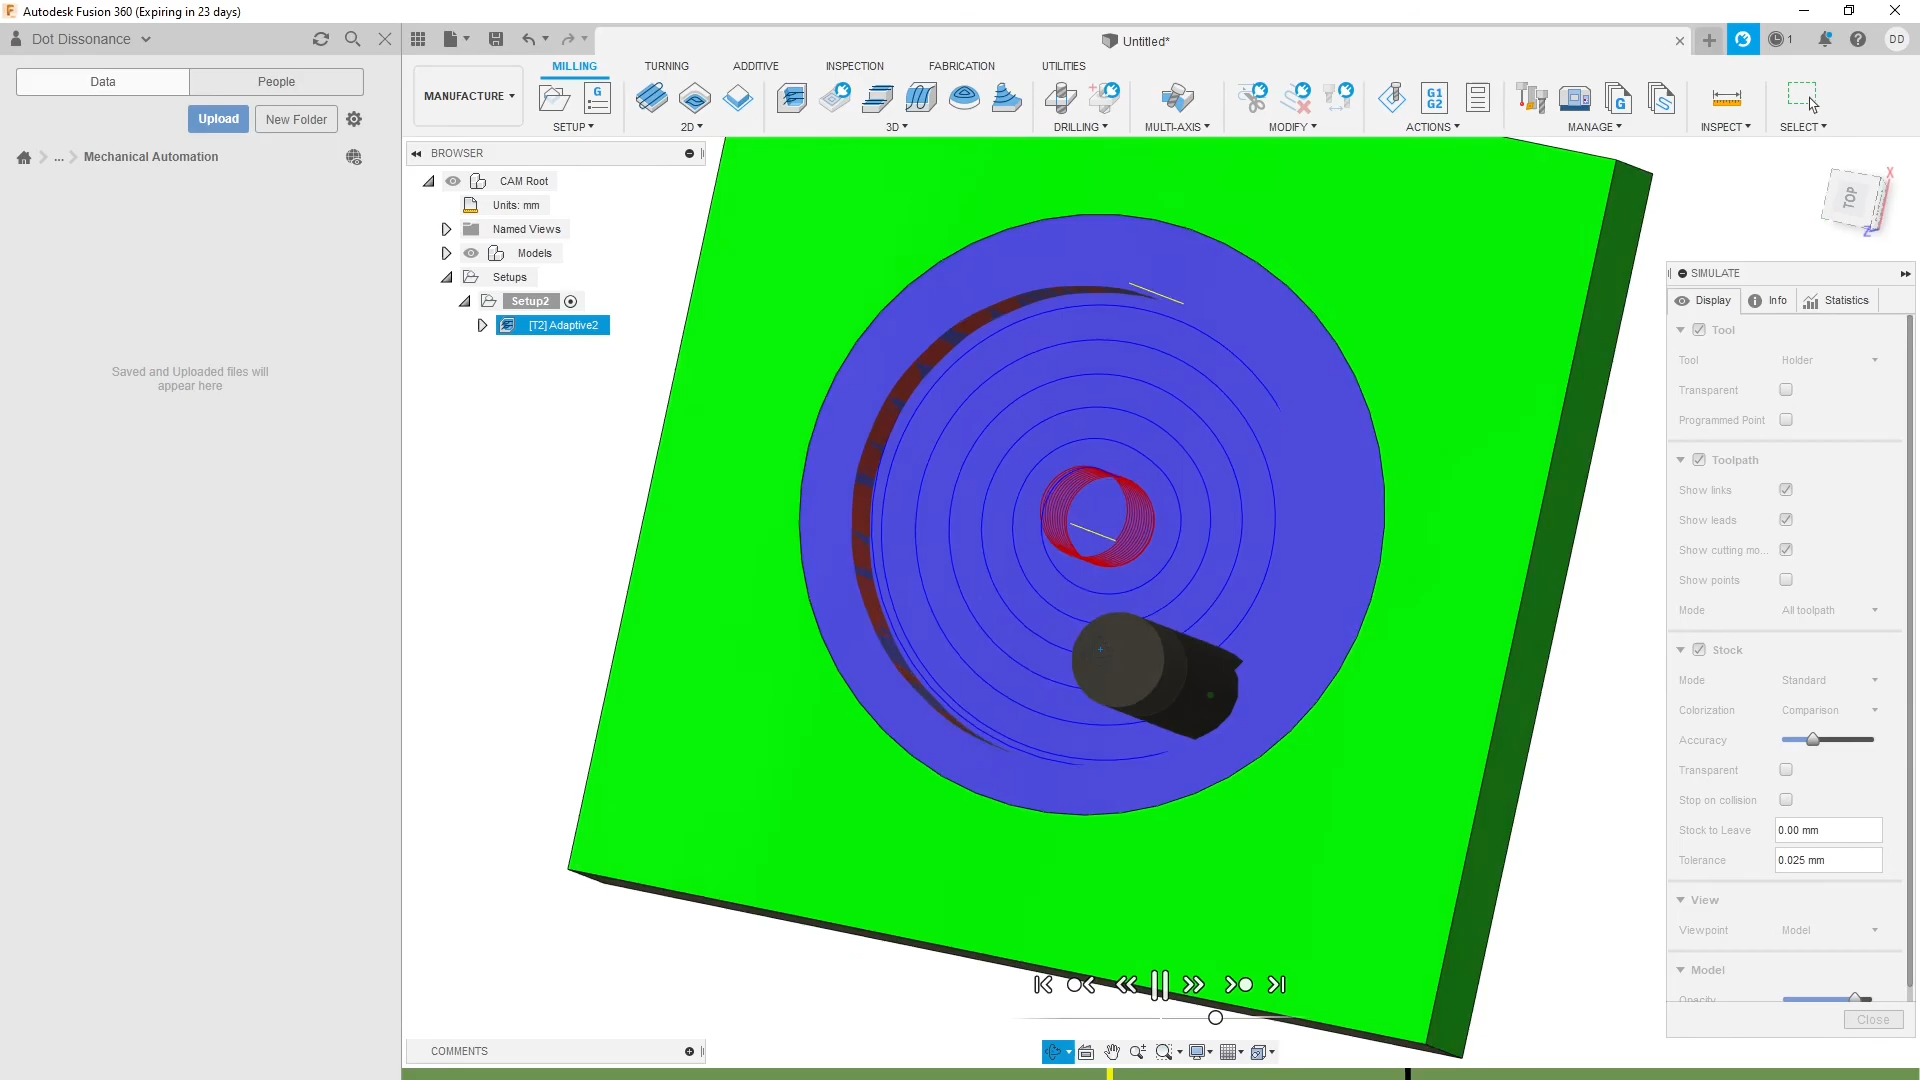 Autodesk Fusion 360 (Expiring in 23 days)
Dot Dissonance
Untitled*
1
DD
Data
People
Upload
New Folder
... Mechanical Automation
Saved and Uploaded files will
appear here
MILLING
TURNING
ADDITIVE
INSPECTION
FABRICATION
UTILITIES
MANUFACTURE
G
G1
G2
G
SETUP
2D
3D
DRILLING
MULTI-AXIS
MODIFY
ACTIONS
MANAGE
INSPECT
SELECT
BROWSER
CAM Root
Units: mm
Named Views
Models
Setups
Setup2
[T2] Adaptive2
TOP
X
Z
SIMULATE
Display
Info
Statistics
Tool
Tool Holder
Transparent
Programmed Point
Toolpath
Show links
Show leads
Show cutting mo...
Show points
Mode All toolpath
Stock
Mode Standard
Colorization Comparison
Accuracy
Transparent
Stop on collision
Stock to Leave 0.00 mm
Tolerance 0.025 mm
View
Viewpoint Model
Model
Opacity
Close
COMMENTS